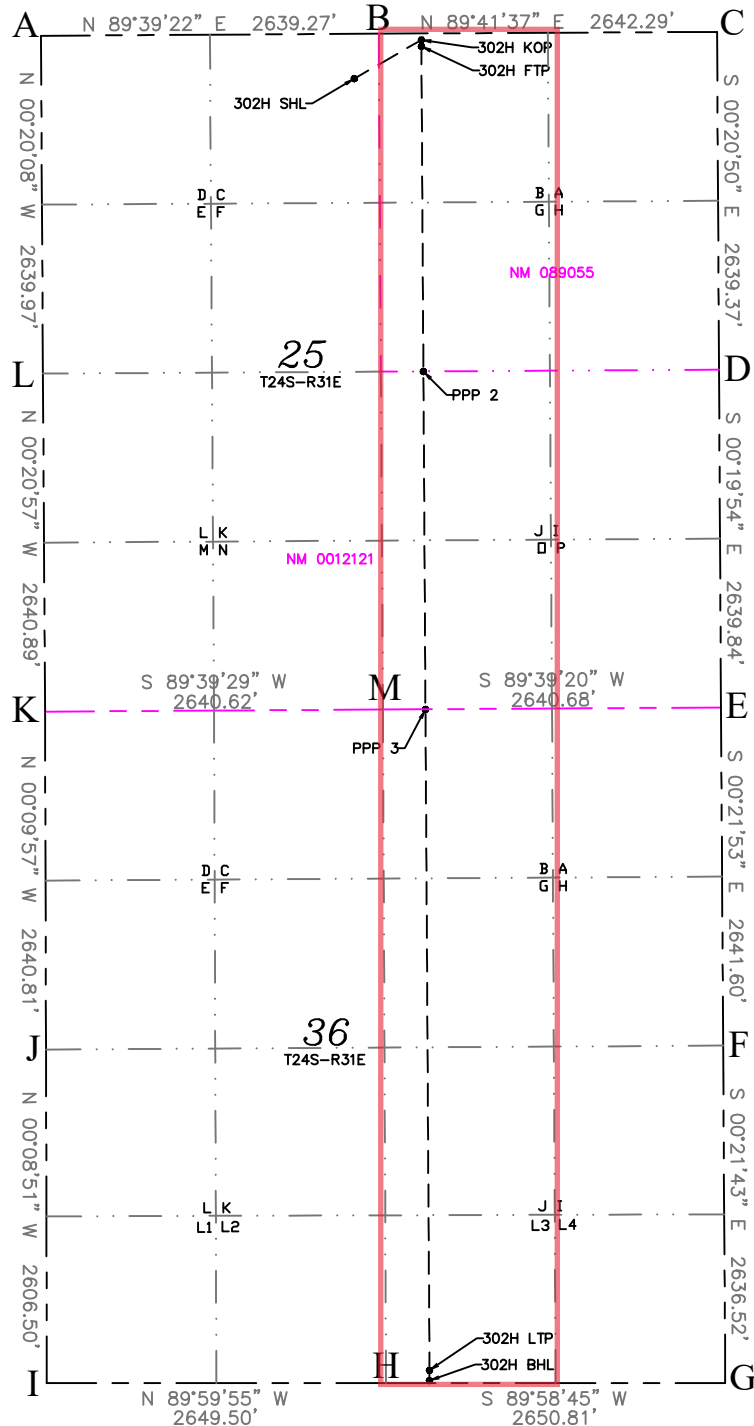 A N 89°39'22" E 2639.27' B N 89°41'37" E 2642.29' C
302H KOP
302H FTP
302H SHL
N 00°20'08" W 2639.97'
S 00°20'50" E 2639.37'
D C
E F
B A
G H
NM 089055
25
T24S-R31E
L
D
PPP 2
N 00°20'57" W 2640.89'
S 00°19'54" E 2639.84'
L K
M N
J I
O P
NM 0012121
S 89°39'29" W
2640.62'
M
S 89°39'20" W
2640.68'
K
E
PPP 3
N 00°09'57" W 2640.81'
S 00°21'53" E 2641.60'
D C
E F
B A
G H
36
T24S-R31E
J
F
N 00°08'51" W 2606.50'
S 00°21'43" E 2636.52'
L K
L1 L2
J I
L3 L4
302H LTP
302H BHL
I
H
G
N 89°59'55" W
2649.50'
S 89°58'45" W
2650.81'